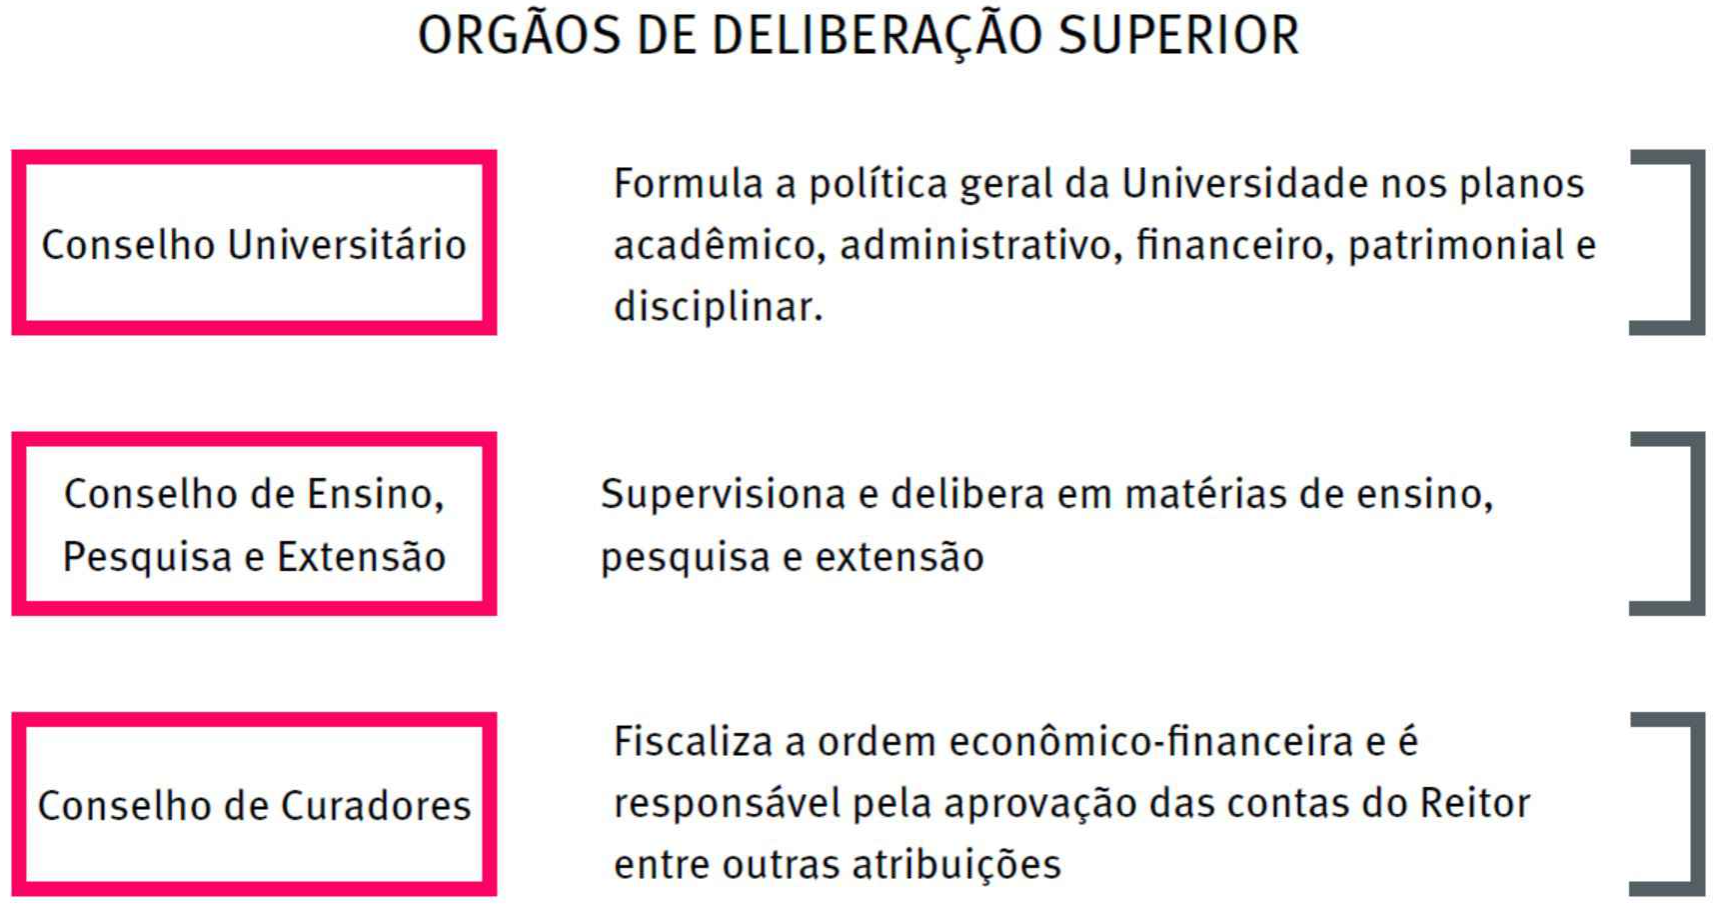 ORGÃOS DE DELIBERAÇÃO SUPERIOR
Conselho Universitário
Formula a política geral da Universidade nos planos
acadêmico, administrativo, financeiro, patrimonial e
disciplinar.
Conselho de Ensino,
Pesquisa e Extensão
Supervisiona e delibera em matérias de ensino,
pesquisa e extensão
Conselho de Curadores
Fiscaliza a ordem econômico-financeira e é
responsável pela aprovação das contas do Reitor
entre outras atribuições